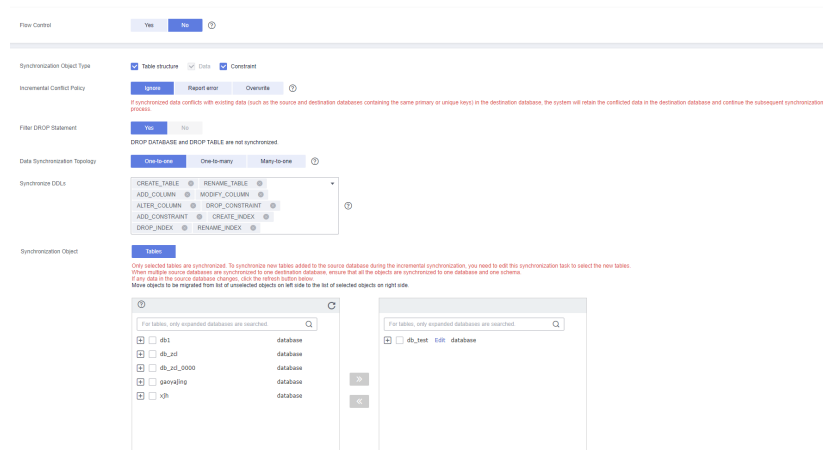 Flow Control
Yes No
Synchronization Object Type
Table structure Data Constraint
Incremental Conflict Policy
Ignore Report error Overwrite
If synchronized data conflicts with existing data (such as the source and destination databases containing the same primary or unique keys) in the destination database, the system will retain the conflicted data in the destination database and continue the subsequent synchronization
process.
Filter DROP Statement
Yes No
DROP DATABASE and DROP TABLE are not synchronized
Data Synchronization Topology
One-to-one One-to-many Many-to-one
Synchronize DDLs
CREATE_TABLE RENAME_TABLE
ADD_COLUMN MODIFY_COLUMN
ALTER_COLUMN DROP_CONSTRAINT
ADD_CONSTRAINT CREATE_INDEX
DROP_INDEX RENAME_INDEX
Synchronization Object
Tables
Only selected tables are synchronized. To synchronize new tables added to the source database during the incremental synchronization, you need to edit this synchronization task to select the new tables.
When multiple source databases are synchronized to one destination database, ensure that all the objects are synchronized to one database and one schema.
If any data in the source database changes, click the refresh button below.
Move objects to be migrated from list of unselected objects on left side to the list of selected objects on right side.
For tables, only expanded databases are searched.
db1 database
db_zcl database
db_zcl_0000 database
gaoyajing database
xjh database
For tables, only expanded databases are searched.
db_test Edit database